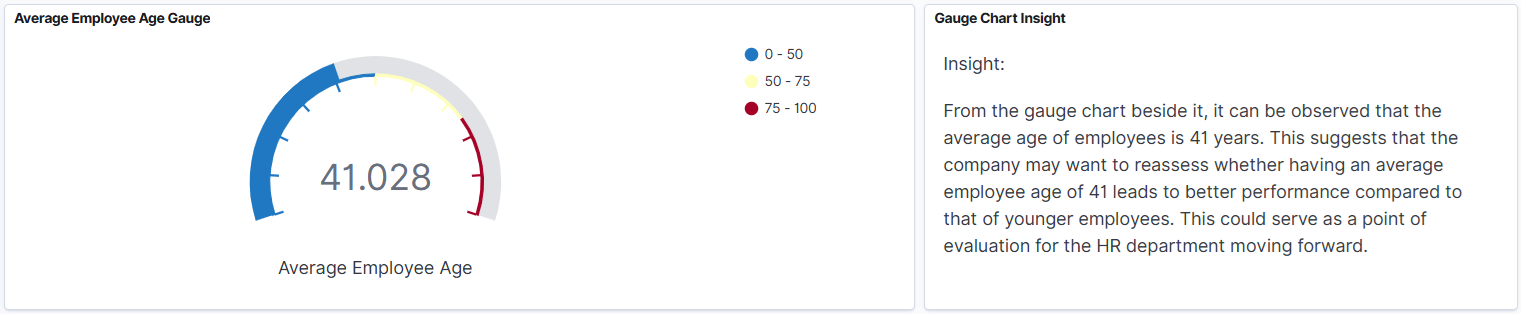 Average Employee Age Gauge
0 - 50
50 - 75
75 - 100
41.028
Average Employee Age
Gauge Chart Insight
Insight:
From the gauge chart beside it, it can be observed that the
average age of employees is 41 years. This suggests that the
company may want to reassess whether having an average
employee age of 41 leads to better performance compared to
that of younger employees. This could serve as a point of
evaluation for the HR department moving forward.